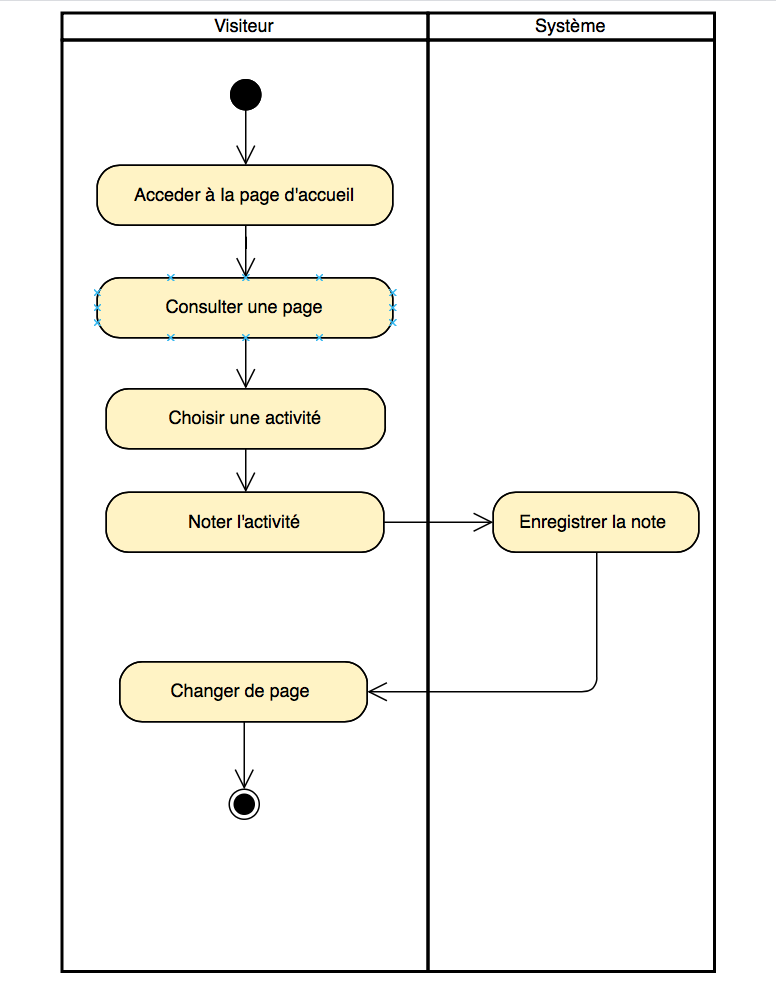 Visiteur
Système
Acceder à la page d'accueil
Consulter une page
Choisir une activité
Noter l'activité
Enregistrer la note
Changer de page